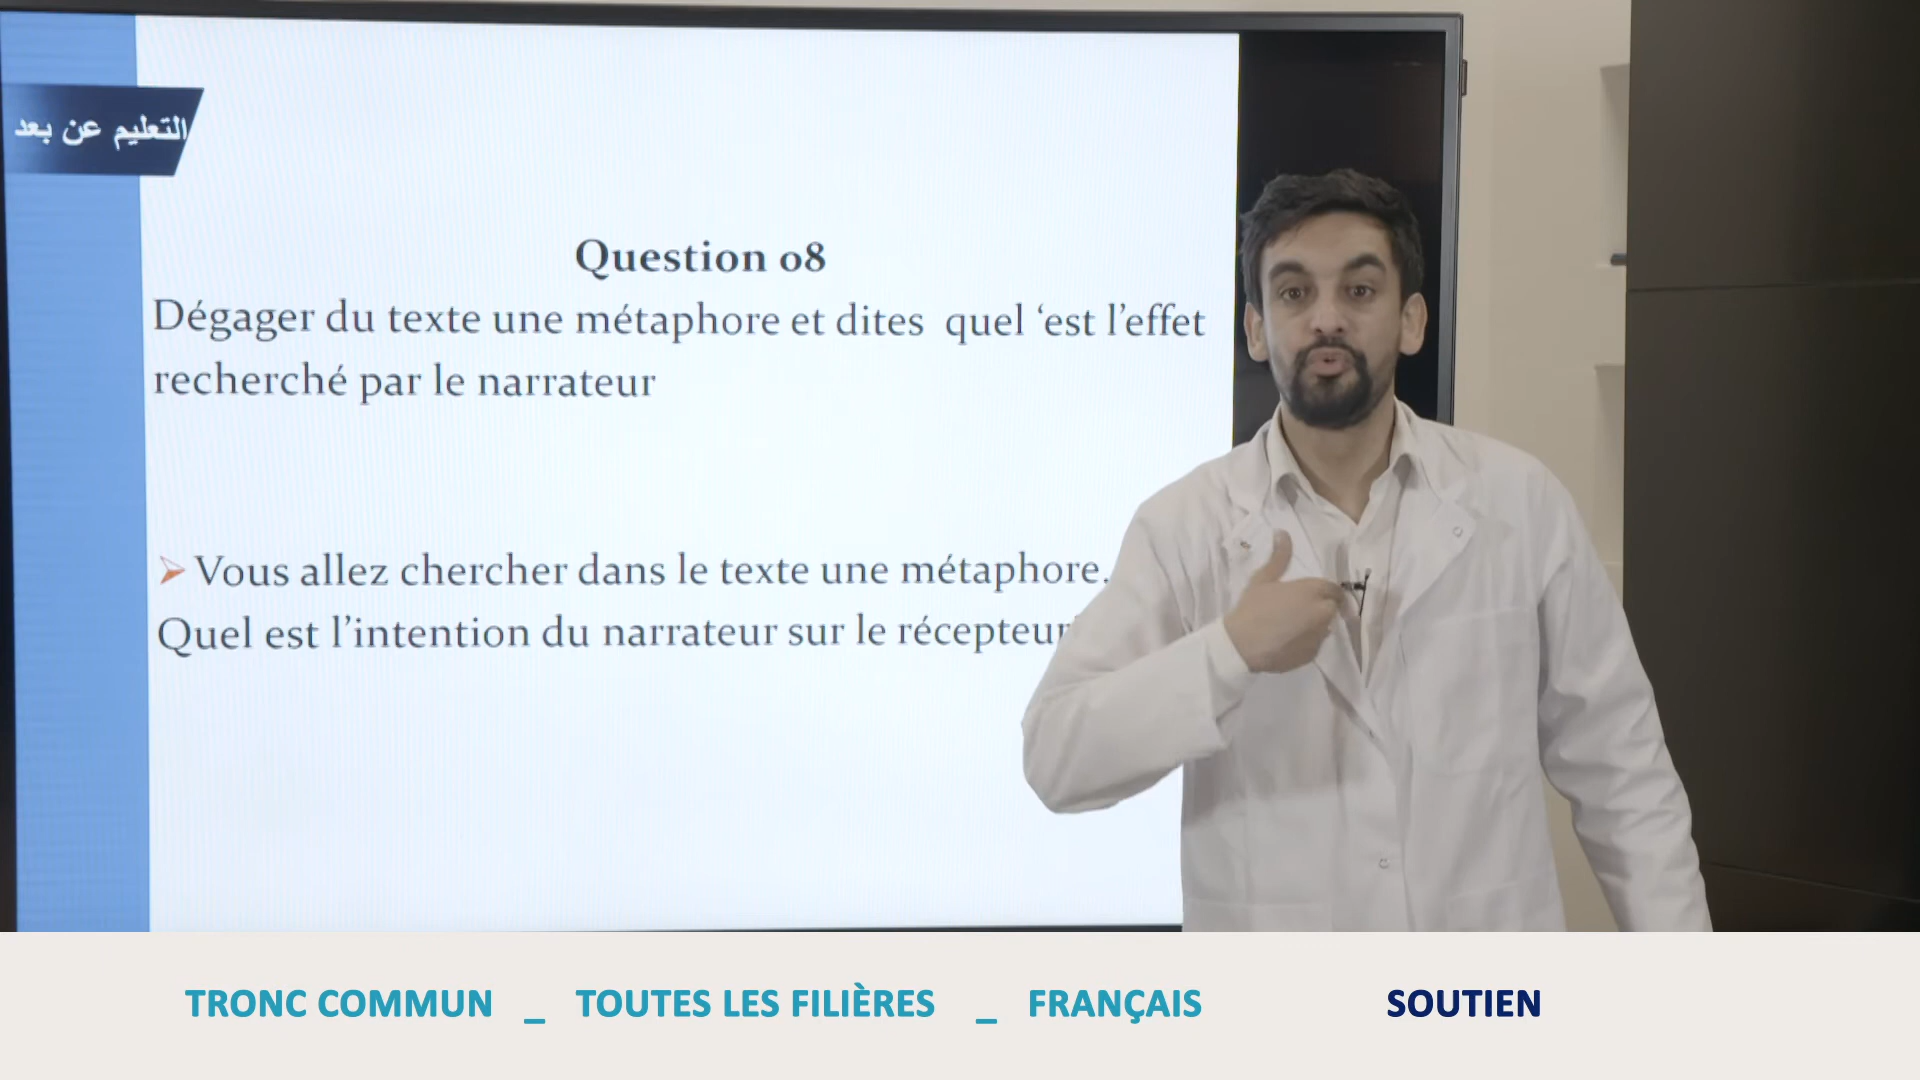 التعليم عن بعد
Question 08
Dégager du texte une métaphore et dites quel ‘est l’effet
recherché par le narrateur
Vous allez chercher dans le texte une métaphore.
Quel est l’intention du narrateur sur le récepteur
TRONC COMMUN _ TOUTES LES FILIÈRES _ FRANÇAIS SOUTIEN